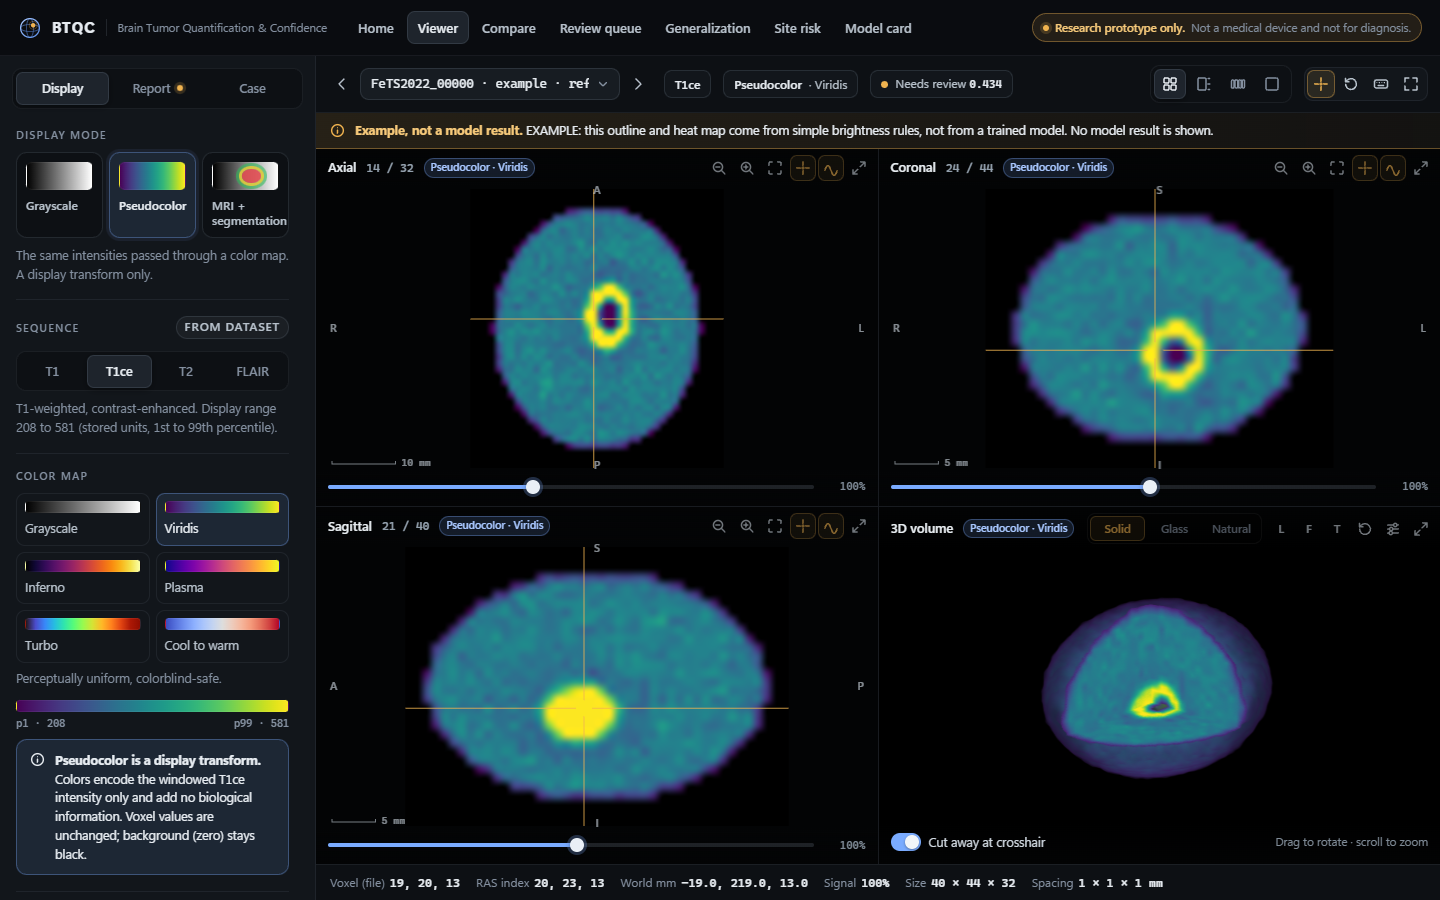 BTQC Brain Tumor Quantification & Confidence Home Viewer Compare Review queue Generalization Site risk Model card Research prototype only. Not a medical device and not for diagnosis.
Display Report Case
FeTS2022_00000 · example · ref T1ce Pseudocolor · Viridis Needs review 0.434
Example, not a model result. EXAMPLE: this outline and heat map come from simple brightness rules, not from a trained model. No model result is shown.
DISPLAY MODE
Grayscale
Pseudocolor
MRI +
segmentation
The same intensities passed through a color map.
A display transform only.
SEQUENCE FROM DATASET
T1 T1ce T2 FLAIR
T1-weighted, contrast-enhanced. Display range
208 to 581 (stored units, 1st to 99th percentile).
COLOR MAP
Grayscale Viridis
Inferno Plasma
Turbo Cool to warm
Perceptually uniform, colorblind-safe.
p1 · 208 p99 · 581
Pseudocolor is a display transform.
Colors encode the windowed T1ce
intensity only and add no biological
information. Voxel values are
unchanged; background (zero) stays
black.
Axial 14 / 32 Pseudocolor · Viridis
A
R L
P
10 mm
100%
Coronal 24 / 44 Pseudocolor · Viridis
S
R L
I
5 mm
100%
Sagittal 21 / 40 Pseudocolor · Viridis
S
A P
I
5 mm
100%
3D volume Pseudocolor · Viridis Solid Glass Natural L F T
Cut away at crosshair Drag to rotate · scroll to zoom
Voxel (file) 19, 20, 13 RAS index 20, 23, 13 World mm −19.0, 219.0, 13.0 Signal 100% Size 40 × 44 × 32 Spacing 1 × 1 × 1 mm